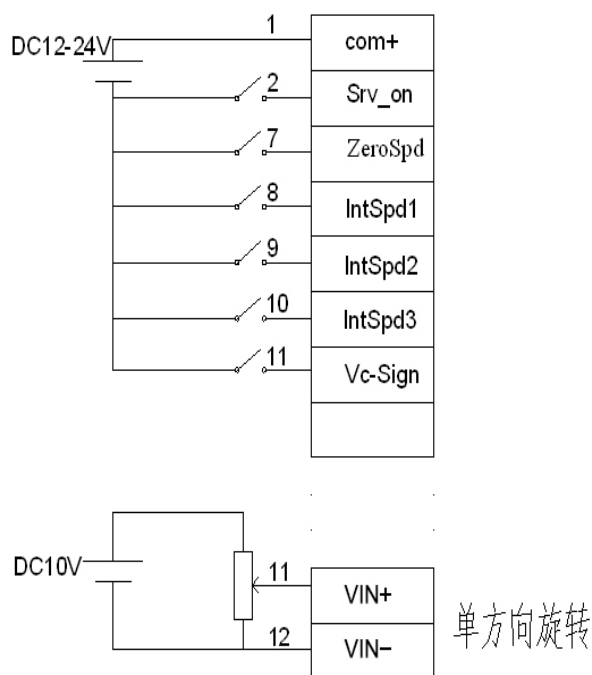 1
DC12-24V
com+
2
Srv_on
7
ZeroSpd
8
IntSpd1
9
IntSpd2
10
IntSpd3
11
Vc-Sign
DC10V
11
VIN+
12
VIN-
单方向旋转